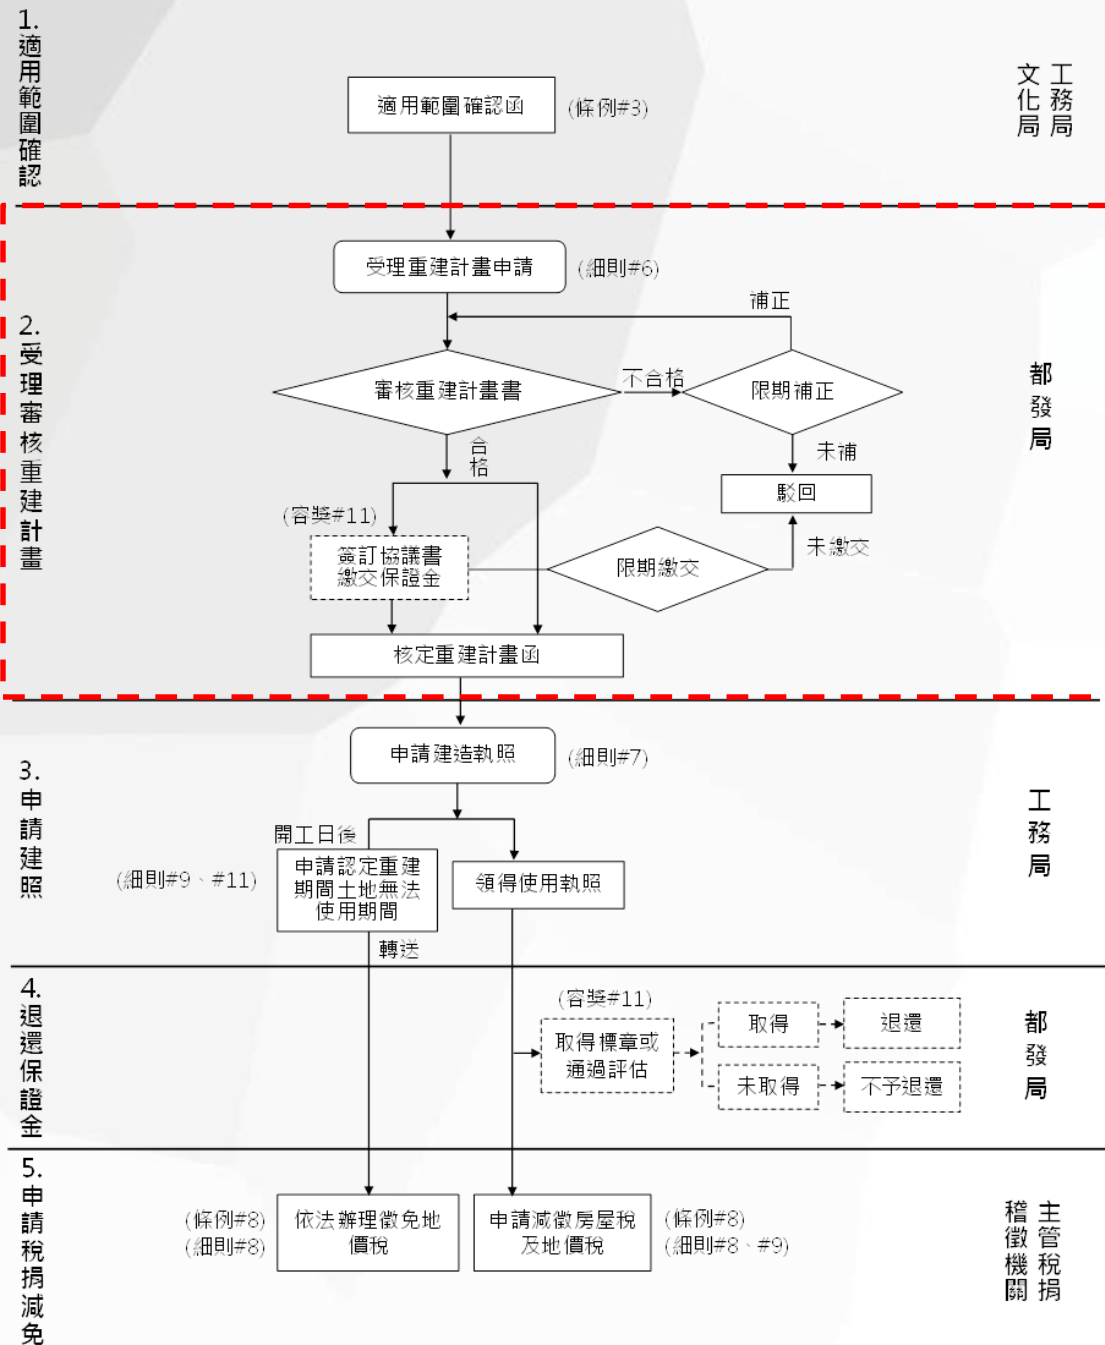 1.適用範圍確認
適用範圍確認函
(條例#3)
工務局
文化局
2.受理審核重建計畫
受理重建計畫申請
(細則#6)
補正
審核重建計畫書
不合格
限期補正
都發局
合格
未補
駁回
(容獎#11)
簽訂協議書
繳交保證金
限期繳交
未繳交
核定重建計畫函
3.申請建照
申請建造執照
(細則#7)
工務局
開工日後
(細則#9、#11)
申請認定重建
期間土地無法
使用期間
領得使用執照
轉送
4.退還保證金
(容獎#11)
取得標章或
通過評估
取得
退還
未取得
不予退還
都發局
5.申請稅捐減免
(條例#8)
(細則#8)
依法辦理徵免地
價稅
申請減徵房屋稅
及地價稅
(條例#8)
(細則#8、#9)
主管稅捐
稽徵機關